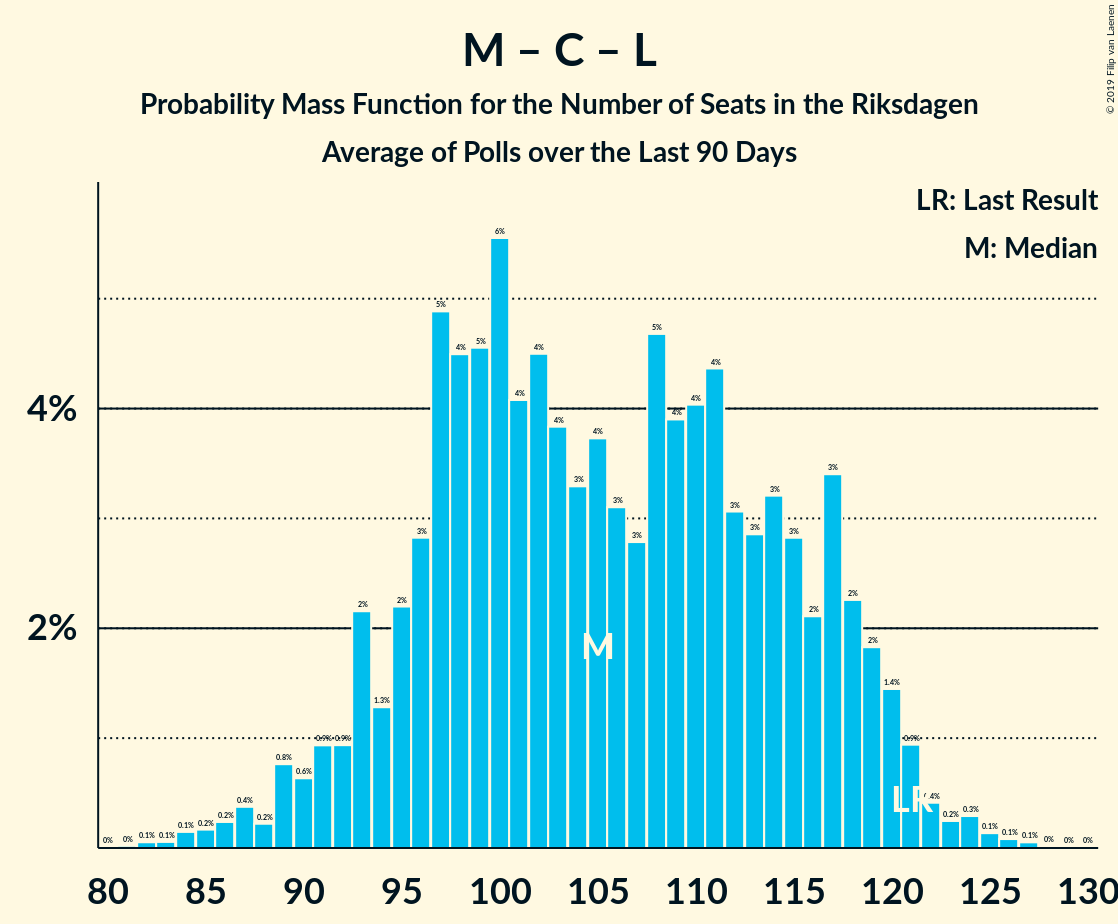 © 2019 Filip van Laenen
M – C – L
Probability Mass Function for the Number of Seats in the Riksdagen
Average of Polls over the Last 90 Days
LR: Last Result
M: Median
4%
2%
0% 0% 0.1% 0.1% 0.1% 0.2% 0.2% 0.4% 0.2% 0.8% 0.6% 0.9% 0.9% 2% 1.3% 2% 3% 5% 4% 5% 6% 4% 4% 4% 3% 4% 3% 3% 5% 4% 4% 4% 3% 3% 3% 3% 2% 3% 2% 2% 1.4% 0.9% 0.4% 0.2% 0.3% 0.1% 0.1% 0.1% 0% 0% 0%
M
LR
80 85 90 95 100 105 110 115 120 125 130